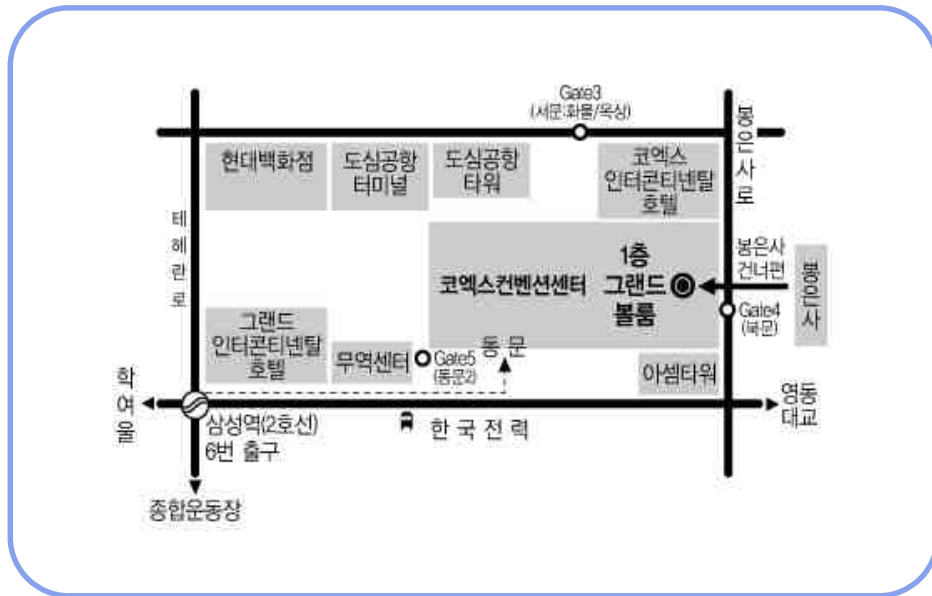 Gate3
(서문:화물/옥상)
봉은사로
현대백화점
도심공항
터미널
도심공항
타워
코엑스
인터콘티넨탈
호텔
테헤란로
코엑스컨벤션센터
1층
그랜드
볼룸
봉은사
건너편
봉은사
Gate4
(북문)
그랜드
인터콘티넨탈
호텔
무역센터
Gate5
(동문2)
동 문
아셈타워
학여울
영동
대교
삼성역(2호선)
6번 출구
한 국 전 력
종합운동장